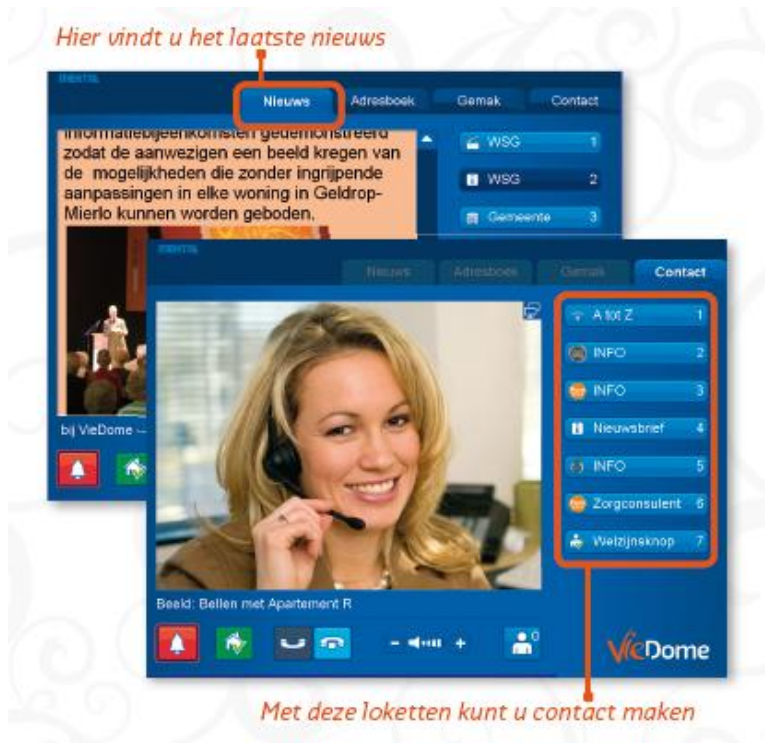 Hier vindt u het laatste nieuws
Nieuws Adresboek Gemak Contact
informatiebijeenkomsten gedemonstreerd
zodat de aanwezigen een beeld kregen van
de mogelijkheden die zonder ingrijpende
aanpassingen in elke woning in Geldrop-
Mierlo kunnen worden geboden.
WSG 1
WSG 2
Gemeente 3
bij VieDome --
Nieuws Adresboek Gemak Contact
A tot Z 1
INFO 2
INFO 3
Nieuwsbrief 4
INFO 5
Zorgconsulent 6
Welzijnsknop 7
Beeld: Bellen met Apartement R
- +
0
VieDome
Met deze loketten kunt u contact maken